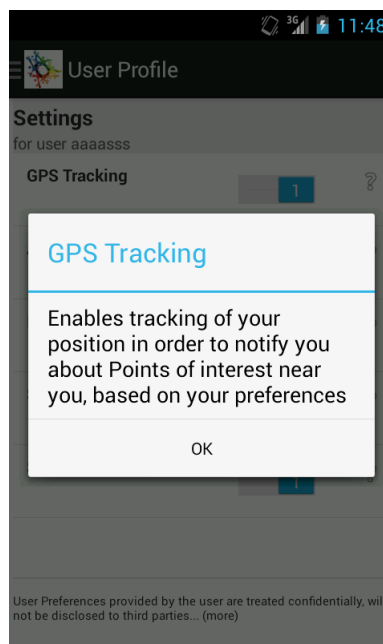 3G 11:48
User Profile
Settings
for user aaaasss
GPS Tracking
1 ?
GPS Tracking
Enables tracking of your
position in order to notify you
about Points of interest near
you, based on your preferences
OK
1
User Preferences provided by the user are treated confidentially, wil
not be disclosed to third parties... (more)